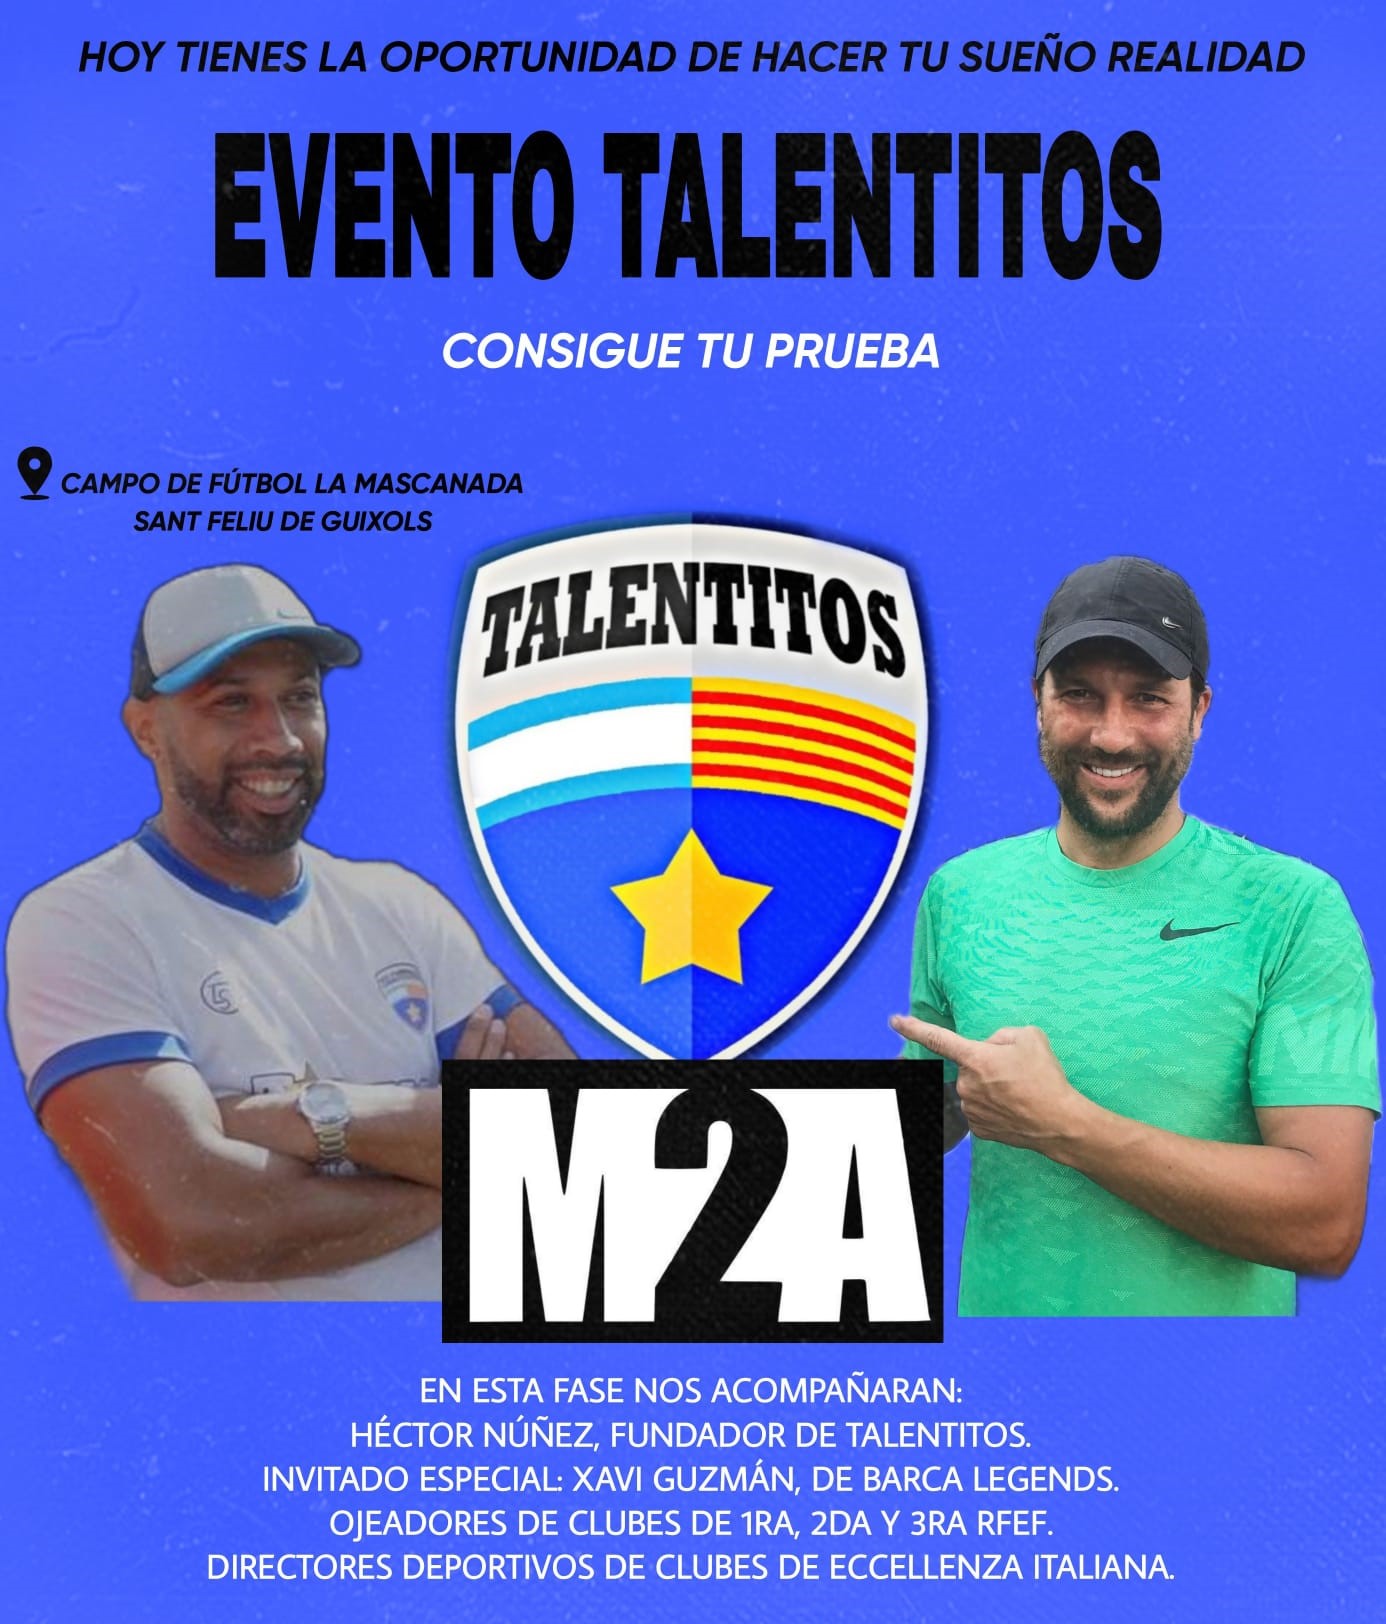 HOY TIENES LA OPORTUNIDAD DE HACER TU SUEÑO REALIDAD
EVENTO TALENTITOS
CONSIGUE TU PRUEBA
CAMPO DE FÚTBOL LA MASCANADA
SANT FELIU DE GUIXOLS
TALENTITOS
M2A
EN ESTA FASE NOS ACOMPAÑARAN:
HÉCTOR NÚÑEZ, FUNDADOR DE TALENTITOS.
INVITADO ESPECIAL: XAVI GUZMÁN, DE BARCA LEGENDS.
OJEADORES DE CLUBES DE 1RA, 2DA Y 3RA RFEF.
DIRECTORES DEPORTIVOS DE CLUBES DE ECCELLENZA ITALIANA.